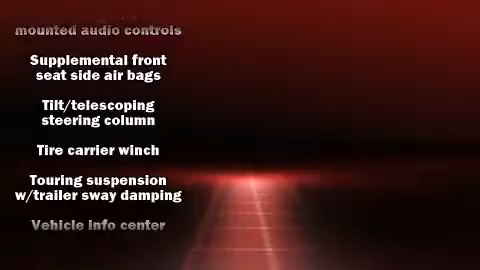 mounted audio controls
Supplemental front
seat side air bags
Tilt/telescoping
steering column
Tire carrier winch
Touring suspension
w/trailer sway damping
Vehicle info center